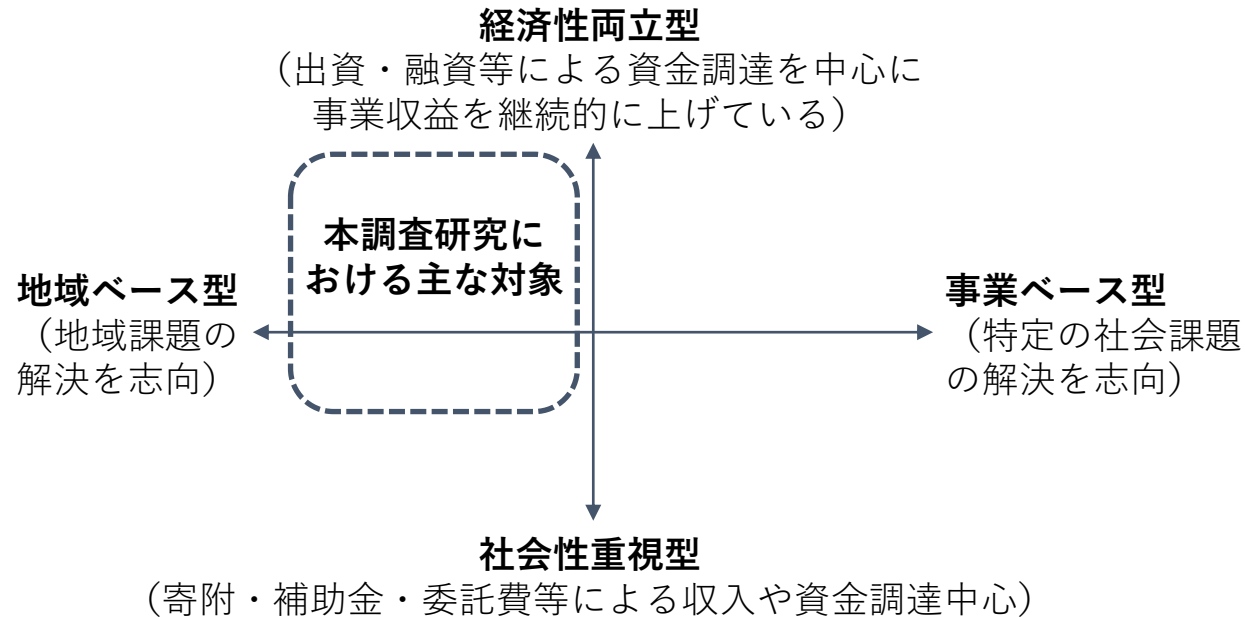 経済性両立型
（出資・融資等による資金調達を中心に
事業収益を継続的に上げている）
本調査研究に
おける主な対象
地域ベース型
（地域課題の
解決を志向）
事業ベース型
（特定の社会課題
の解決を志向）
社会性重視型
（寄附・補助金・委託費等による収入や資金調達中心）